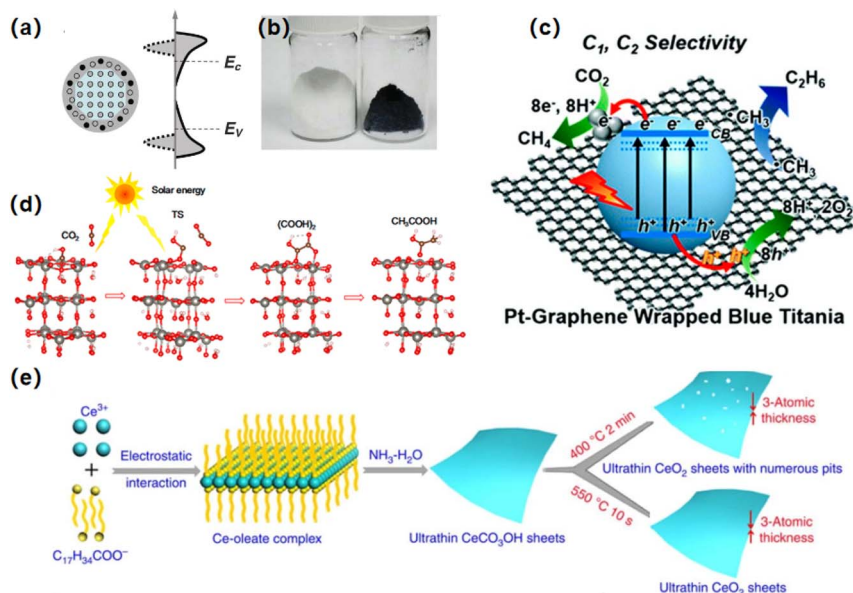 (a)
E_C
E_V
(b)
(c)
C₁, C₂ Selectivity
CO₂
8e⁻, 8H⁺
CH₄
e⁻
e⁻ e⁻ e⁻
CB
C₂H₆
•CH₃
•CH₃
h⁺ h⁺ h⁺
VB
h⁺ h⁺
8h⁺
8H⁺, 2O₂
4H₂O
Pt-Graphene Wrapped Blue Titania
(d)
Solar energy
CO₂
TS
(COOH)₂
CH₃COOH
(e)
Ce³⁺
+
C₁₇H₃₄COO⁻
Electrostatic
interaction
Ce-oleate complex
NH₃-H₂O
Ultrathin CeCO₃OH sheets
400 °C 2 min
550 °C 10 s
3-Atomic
thickness
Ultrathin CeO₂ sheets with numerous pits
3-Atomic
thickness
Ultrathin CeO₂ sheets